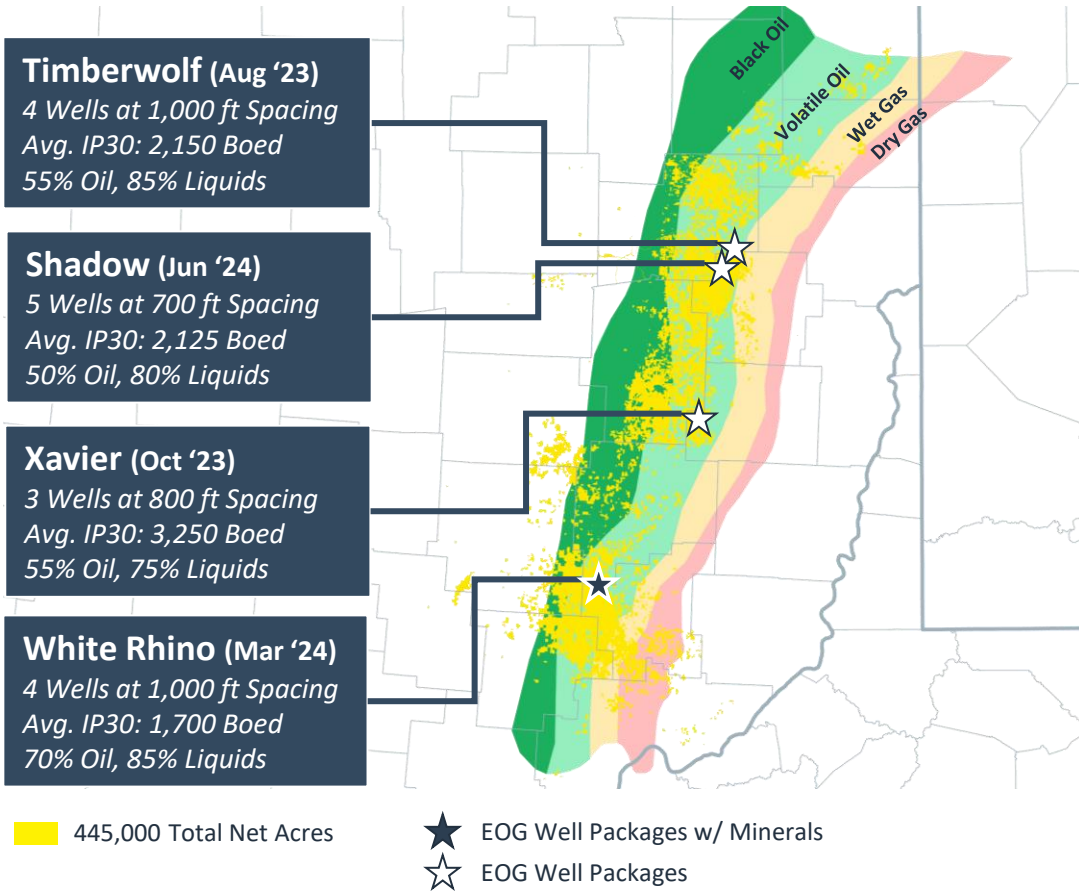 Timberwolf (Aug ‘23)
4 Wells at 1,000 ft Spacing
Avg. IP30: 2,150 Boed
55% Oil, 85% Liquids
Shadow (Jun ‘24)
5 Wells at 700 ft Spacing
Avg. IP30: 2,125 Boed
50% Oil, 80% Liquids
Xavier (Oct ‘23)
3 Wells at 800 ft Spacing
Avg. IP30: 3,250 Boed
55% Oil, 75% Liquids
White Rhino (Mar ‘24)
4 Wells at 1,000 ft Spacing
Avg. IP30: 1,700 Boed
70% Oil, 85% Liquids
Black Oil
Volatile Oil
Wet Gas
Dry Gas
445,000 Total Net Acres
EOG Well Packages w/ Minerals
EOG Well Packages